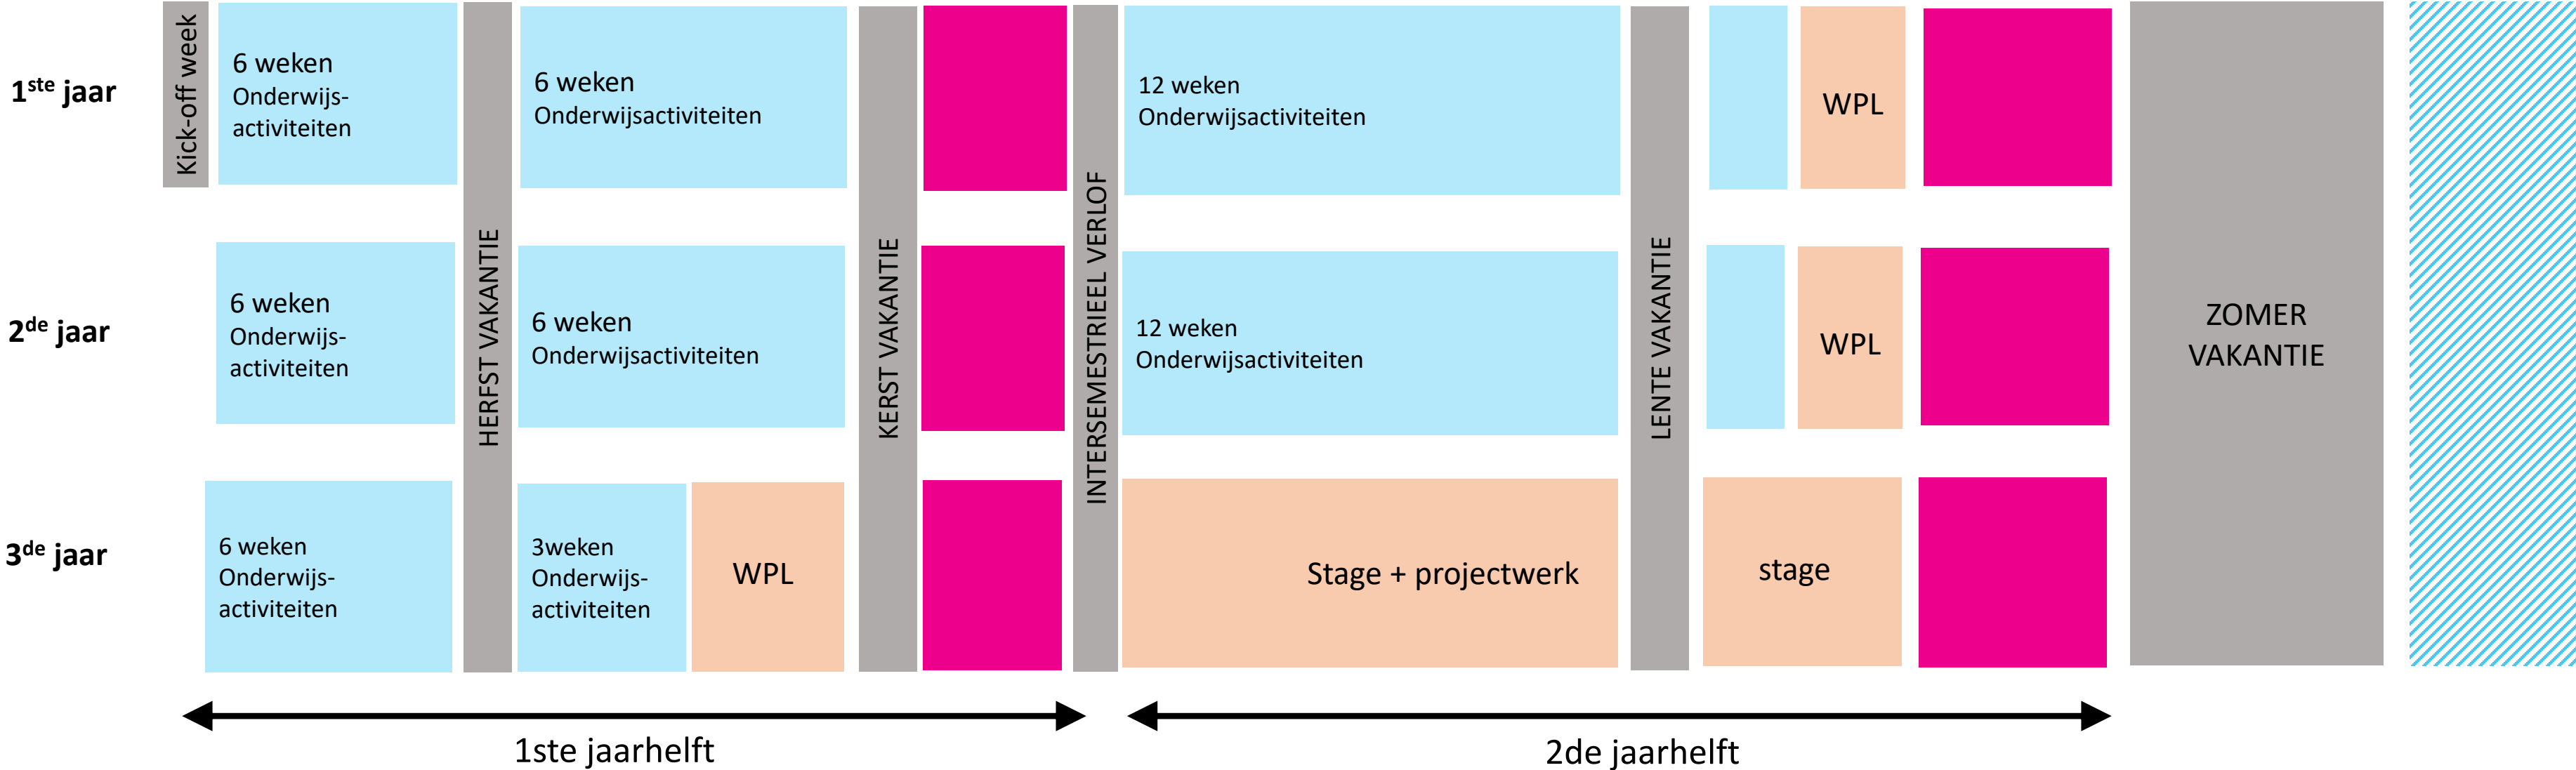 1ste jaar
Kick-off week
6 weken
Onderwijs-
activiteiten
6 weken
Onderwijsactiviteiten
12 weken
Onderwijsactiviteiten
WPL
HERFST VAKANTIE
KERST VAKANTIE
INTERSEMESTRIEEL VERLOF
LENTE VAKANTIE
ZOMER
VAKANTIE
2de jaar
6 weken
Onderwijs-
activiteiten
6 weken
Onderwijsactiviteiten
12 weken
Onderwijsactiviteiten
WPL
3de jaar
6 weken
Onderwijs-
activiteiten
3weken
Onderwijs-
activiteiten
WPL
Stage + projectwerk
stage
1ste jaarhelft
2de jaarhelft